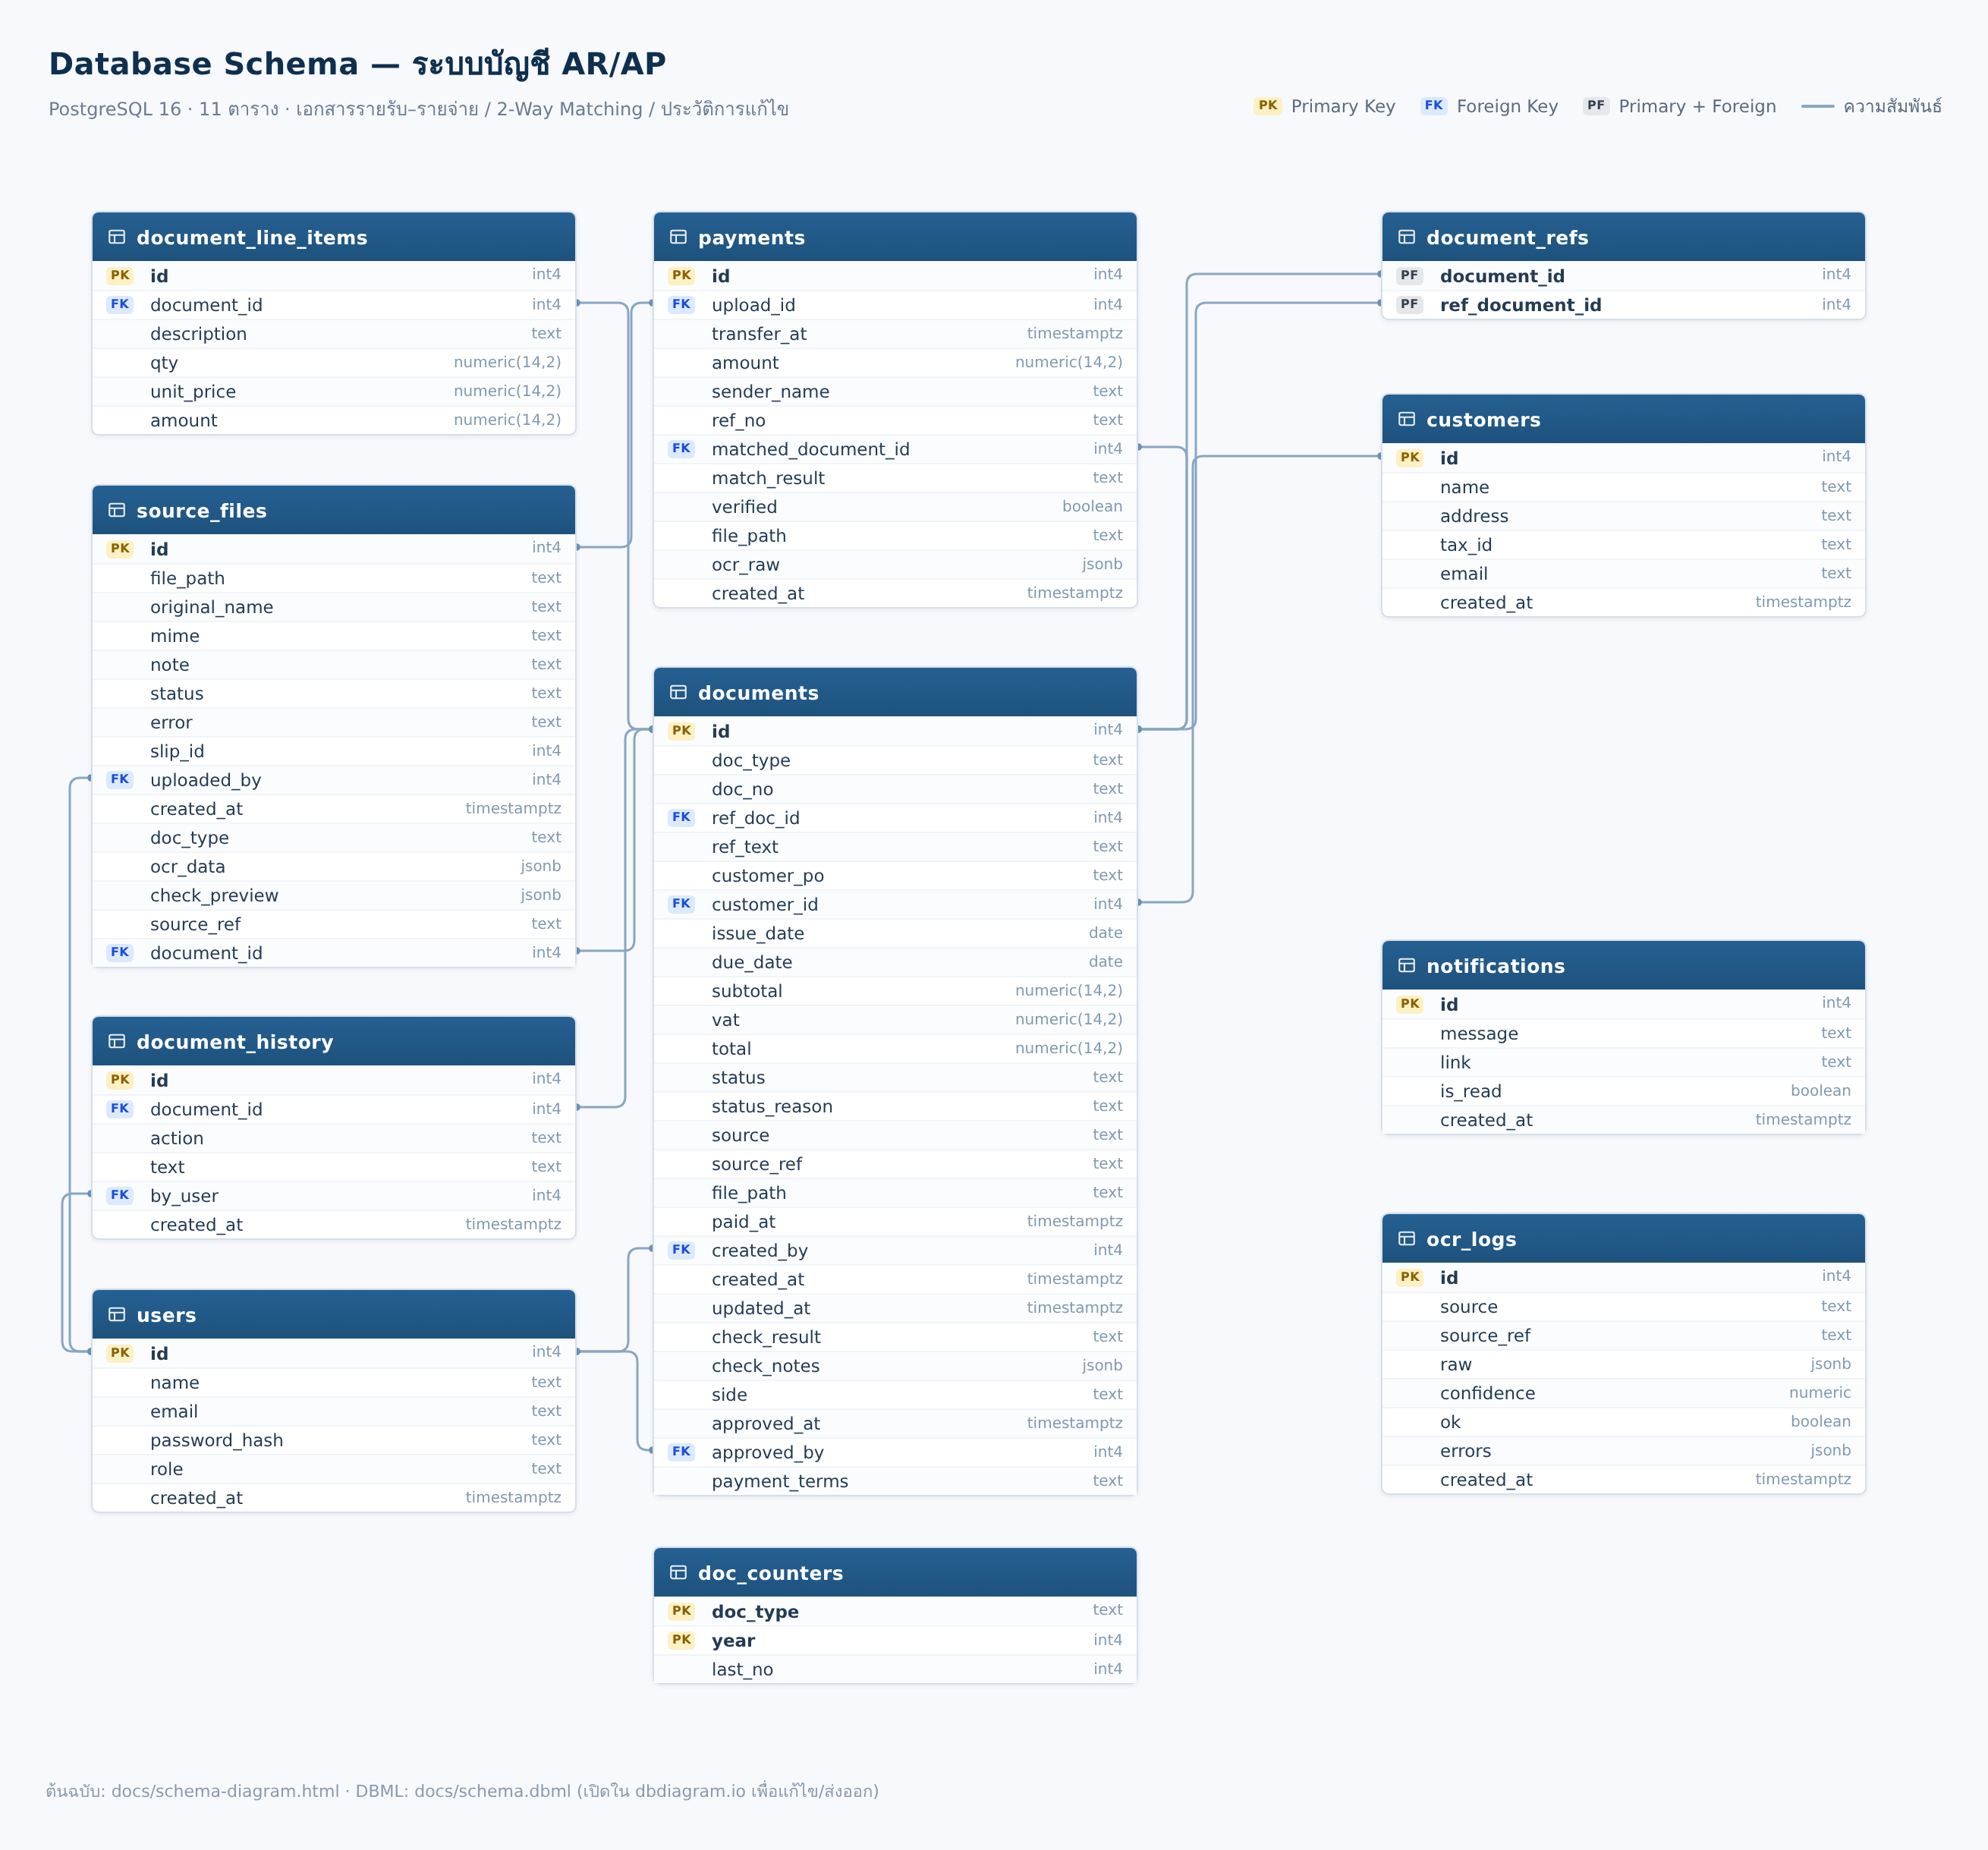 Database Schema — ระบบบัญชี AR/AP
PostgreSQL 16 · 11 ตาราง · เอกสารรายรับ–รายจ่าย / 2-Way Matching / ประวัติการแก้ไข
PK Primary Key FK Foreign Key PF Primary + Foreign ความสัมพันธ์
document_line_items
PK id int4
FK document_id int4
description text
qty numeric(14,2)
unit_price numeric(14,2)
amount numeric(14,2)
source_files
PK id int4
file_path text
original_name text
mime text
note text
status text
error text
slip_id int4
FK uploaded_by int4
created_at timestamptz
doc_type text
ocr_data jsonb
check_preview jsonb
source_ref text
FK document_id int4
document_history
PK id int4
FK document_id int4
action text
text text
FK by_user int4
created_at timestamptz
users
PK id int4
name text
email text
password_hash text
role text
created_at timestamptz
payments
PK id int4
FK upload_id int4
transfer_at timestamptz
amount numeric(14,2)
sender_name text
ref_no text
FK matched_document_id int4
match_result text
verified boolean
file_path text
ocr_raw jsonb
created_at timestamptz
documents
PK id int4
doc_type text
doc_no text
FK ref_doc_id int4
ref_text text
customer_po text
FK customer_id int4
issue_date date
due_date date
subtotal numeric(14,2)
vat numeric(14,2)
total numeric(14,2)
status text
status_reason text
source text
source_ref text
file_path text
paid_at timestamptz
FK created_by int4
created_at timestamptz
updated_at timestamptz
check_result text
check_notes jsonb
side text
approved_at timestamptz
FK approved_by int4
payment_terms text
doc_counters
PK doc_type text
PK year int4
last_no int4
document_refs
PF document_id int4
PF ref_document_id int4
customers
PK id int4
name text
address text
tax_id text
email text
created_at timestamptz
notifications
PK id int4
message text
link text
is_read boolean
created_at timestamptz
ocr_logs
PK id int4
source text
source_ref text
raw jsonb
confidence numeric
ok boolean
errors jsonb
created_at timestamptz
ต้นฉบับ: docs/schema-diagram.html · DBML: docs/schema.dbml (เปิดใน dbdiagram.io เพื่อแก้ไข/ส่งออก)